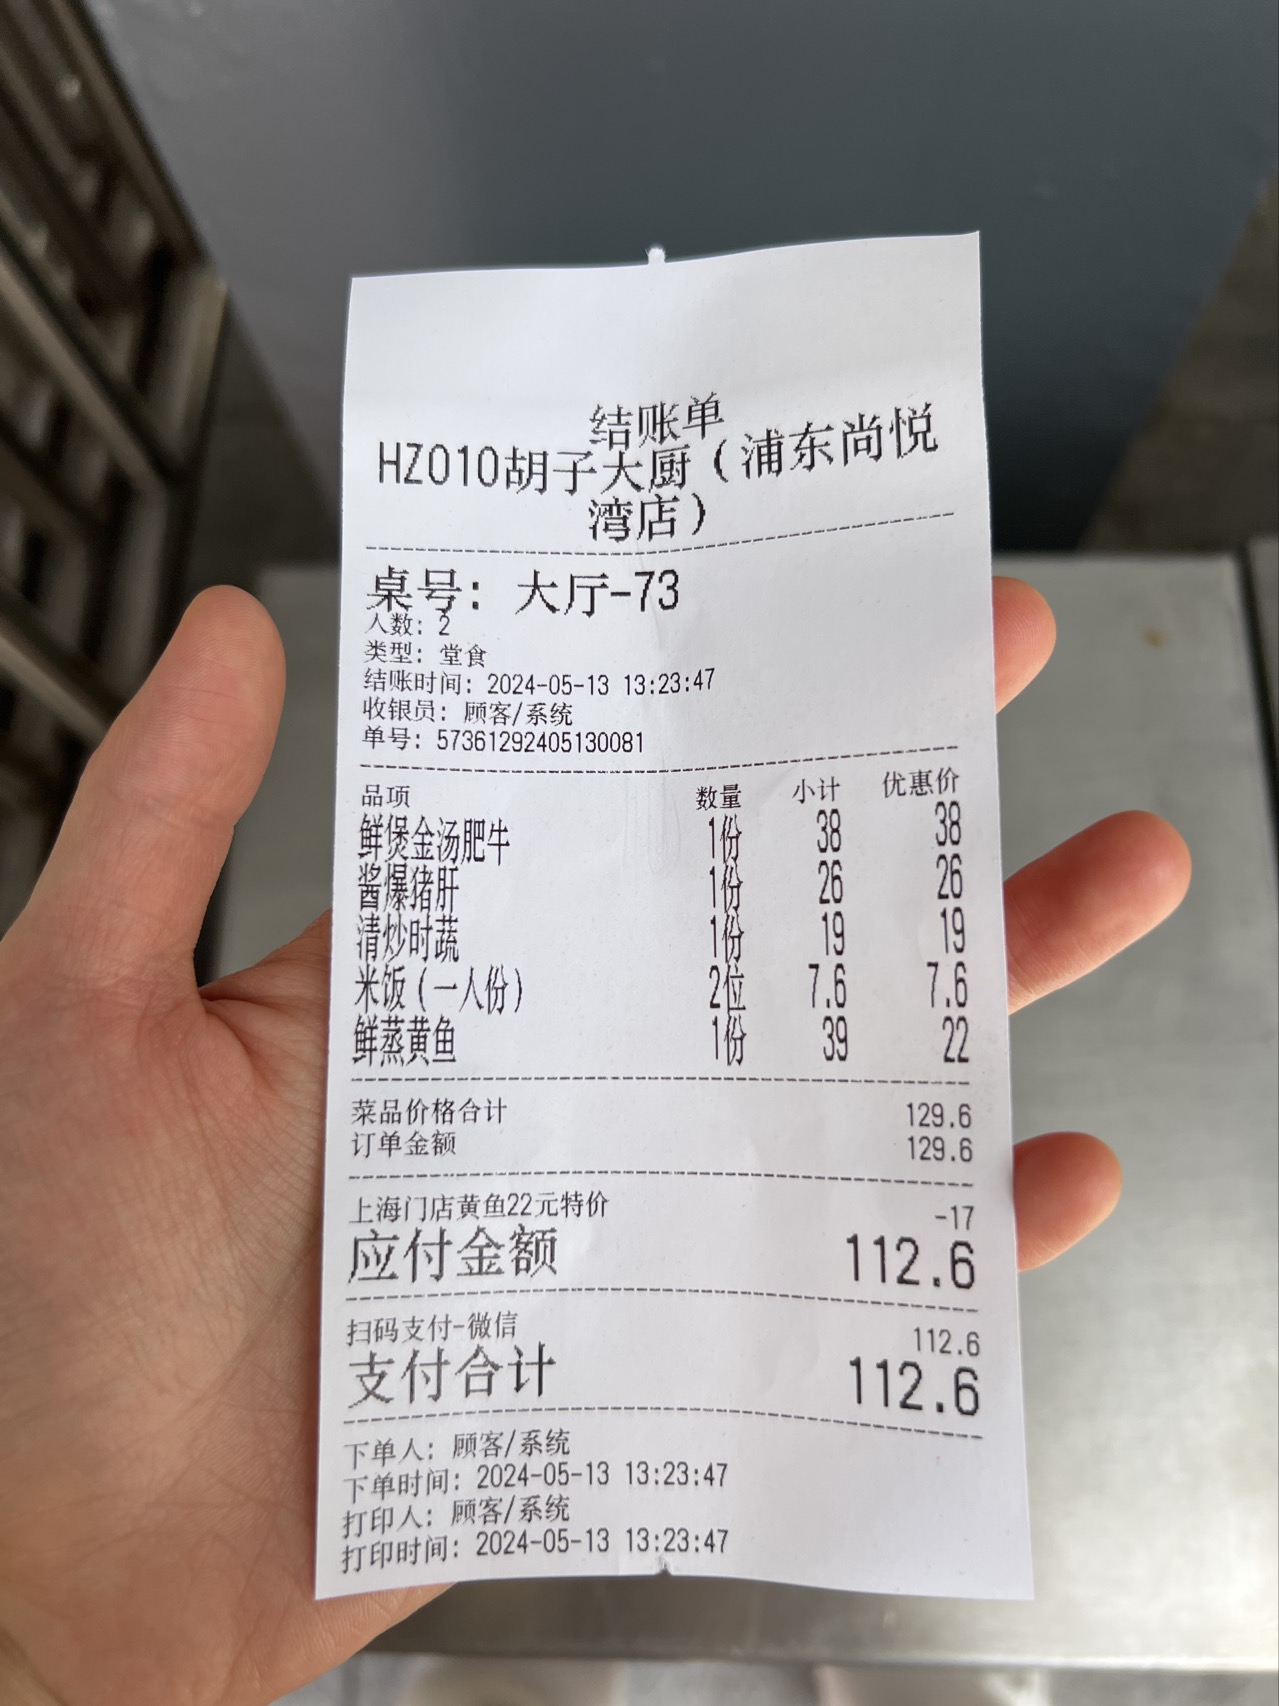 结账单
HZ010胡子大厨（浦东尚悦
湾店）
桌号：大厅-73
人数：2
类型：堂食
结账时间：2024-05-13 13:23:47
收银员：顾客/系统
单号：57361292405130081
品项 数量 小计 优惠价
鲜煲金汤肥牛 1份 38 38
酱爆猪肝 1份 26 26
清炒时蔬 1份 19 19
米饭（一人份） 2位 7.6 7.6
鲜蒸黄鱼 1份 39 22
菜品价格合计 129.6
订单金额 129.6
上海门店黄鱼22元特价 -17
应付金额 112.6
扫码支付-微信 112.6
支付合计 112.6
下单人：顾客/系统
下单时间：2024-05-13 13:23:47
打印人：顾客/系统
打印时间：2024-05-13 13:23:47